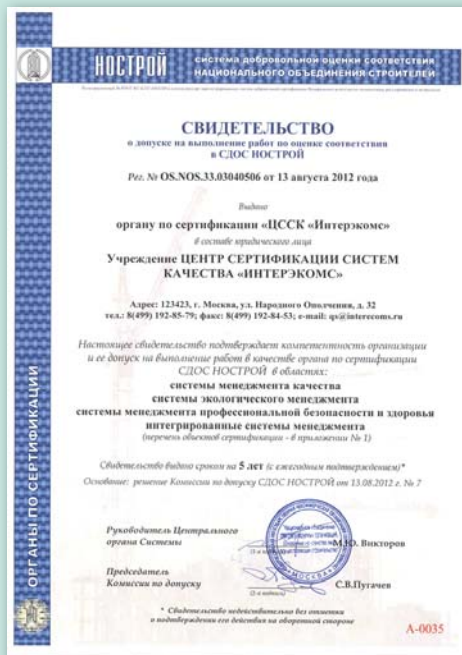 НОСТРОЙ
СИСТЕМА ДОБРОВОЛЬНОЙ ОЦЕНКИ СООТВЕТСТВИЯ
НАЦИОНАЛЬНОГО ОБЪЕДИНЕНИЯ СТРОИТЕЛЕЙ
СВИДЕТЕЛЬСТВО
о допуске на выполнение работ по оценке соответствия
в СДОС НОСТРОЙ
Рег. № OS.NOS.33.03040506 от 13 августа 2012 года
Выдано
органу по сертификации «ЦССК «Интерэкомс»
в составе юридического лица
Учреждение ЦЕНТР СЕРТИФИКАЦИИ СИСТЕМ
КАЧЕСТВА «ИНТЕРЭКОМС»
Адрес: 123423, г. Москва, ул. Народного Ополчения, д. 32
тел.: 8(499) 192-85-79; факс: 8(499) 192-84-53; e-mail: qs@interecoms.ru
Настоящее свидетельство подтверждает компетентность организации
и ее допуск на выполнение работ в качестве органа по сертификации
СДОС НОСТРОЙ в областях:
системы менеджмента качества
системы экологического менеджмента
системы менеджмента профессиональной безопасности и здоровья
интегрированные системы менеджмента
(перечень объектов сертификации - в приложении № 1)
Свидетельство выдано сроком на 5 лет (с ежегодным подтверждением)*
Основание: решение Комиссии по допуску СДОС НОСТРОЙ от 13.08.2012 г. № 7
Руководитель Центрального
органа Системы
М.Ю. Викторов
Председатель
Комиссии по допуску
С.В.Пугачев
* Свидетельство недействительно без отметки
о подтверждении его действия на оборотной стороне
А-0035
ОРГАНЫ ПО СЕРТИФИКАЦИИ